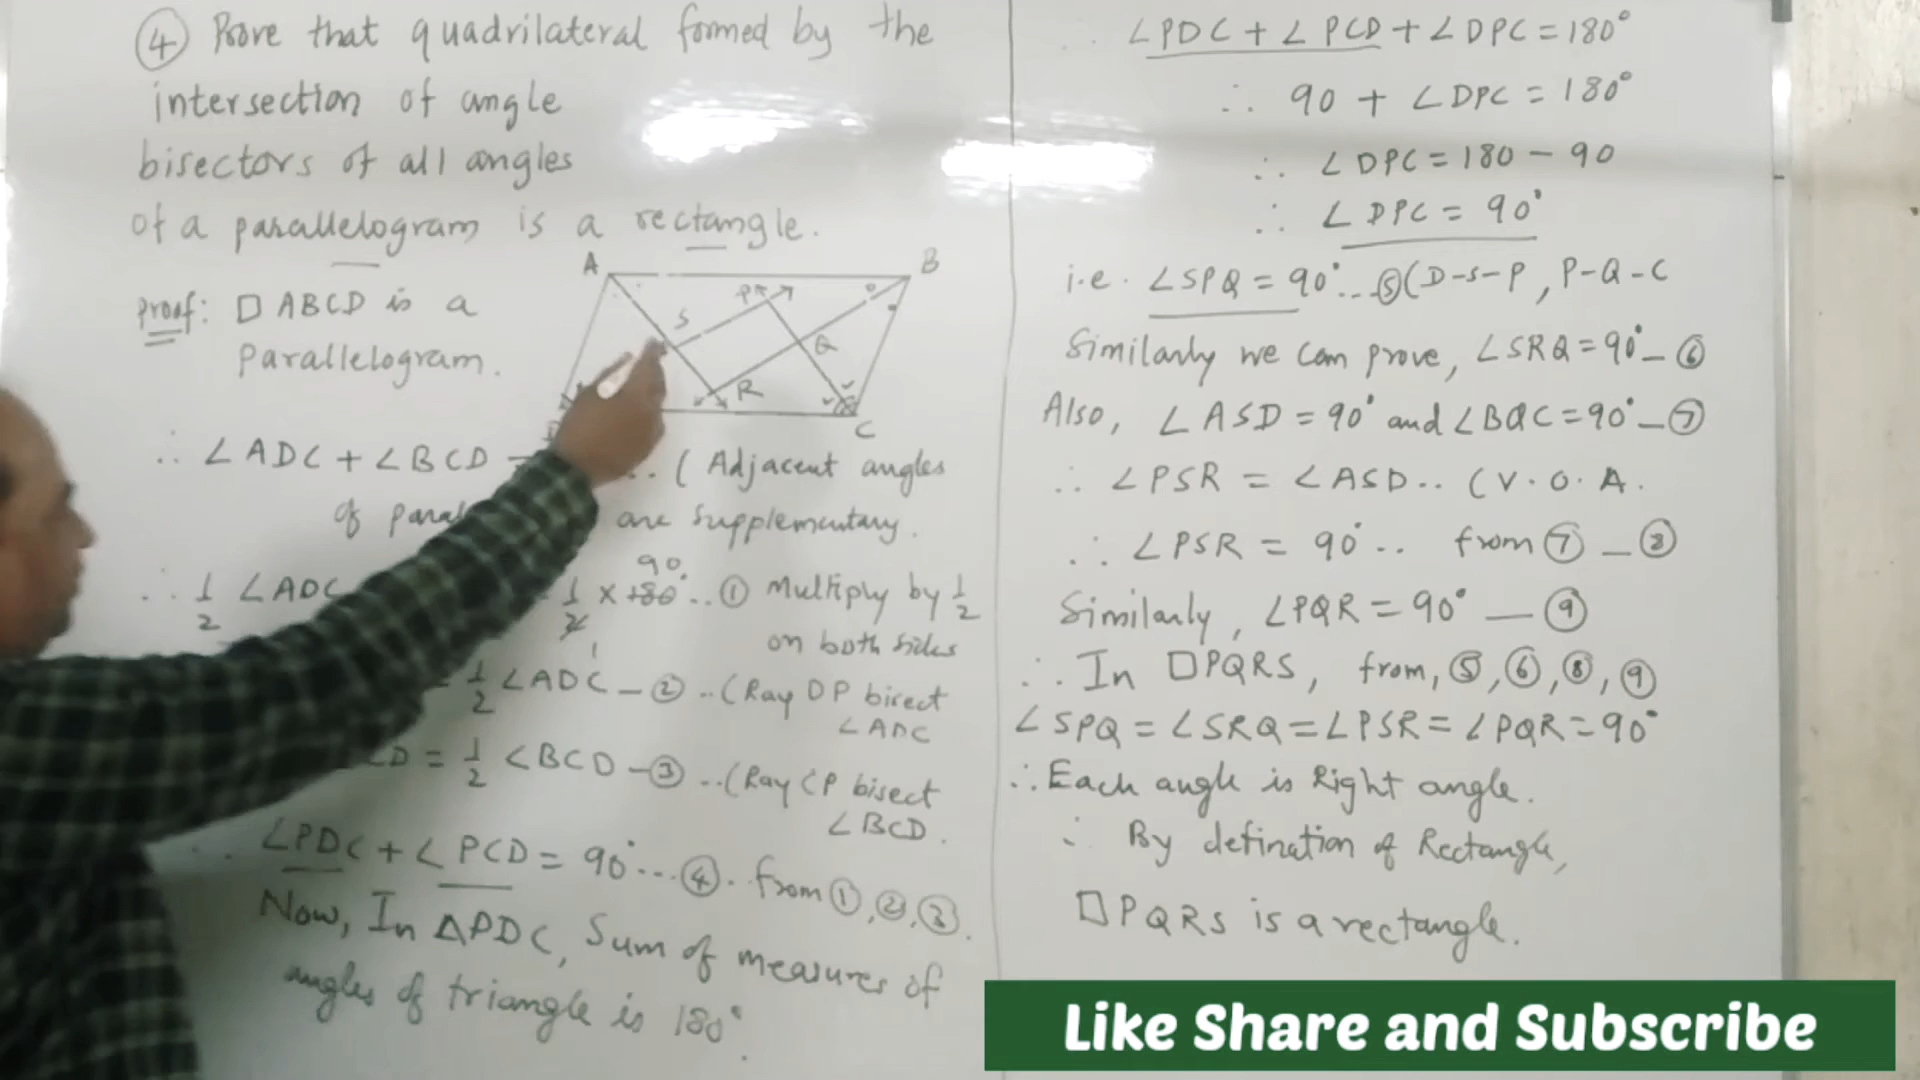 ④ Prove that quadrilateral formed by the
intersection of angle
bisectors of all angles
of a parallelogram is a rectangle.
Proof: □ ABCD is a
Parallelogram.
A B
P
S
Q
R
D C
∴ ∠ADC + ∠BCD .. ( Adjacent angles
of are supplementary.
90
∴ 1/2 ∠ADC 1/2 × 180° .. ① Multiply by 1/2
1 on both sides
= 1/2 ∠ADC — ② .. (Ray DP bisect
∠ADC
CD = 1/2 ∠BCD — ③ .. (Ray CP bisect
∠BCD.
∴ ∠PDC + ∠PCD = 90° ... ④. from ①, ②, ③.
Now, In △PDC, Sum of measures of
angles of triangle is 180°.
∠PDC + ∠PCD + ∠DPC = 180°
∴ 90 + ∠DPC = 180°
∴ ∠DPC = 180 – 90
∴ ∠DPC = 90°
i.e. ∠SPQ = 90° ... ⑤ (D-S-P, P-Q-C
Similarly we can prove, ∠SRQ = 90° — ⑥
Also, ∠ASD = 90° and ∠BQC = 90° — ⑦
∴ ∠PSR = ∠ASD .. (V.O.A.
∴ ∠PSR = 90° .. from ⑦ — ⑧
Similarly, ∠PQR = 90° — ⑨
∴ In □PQRS, from, ⑤, ⑥, ⑧, ⑨
∠SPQ = ∠SRQ = ∠PSR = ∠PQR = 90°
∴ Each angle is Right angle.
∴ By defination of Rectangle,
□PQRS is a rectangle.
Like Share and Subscribe